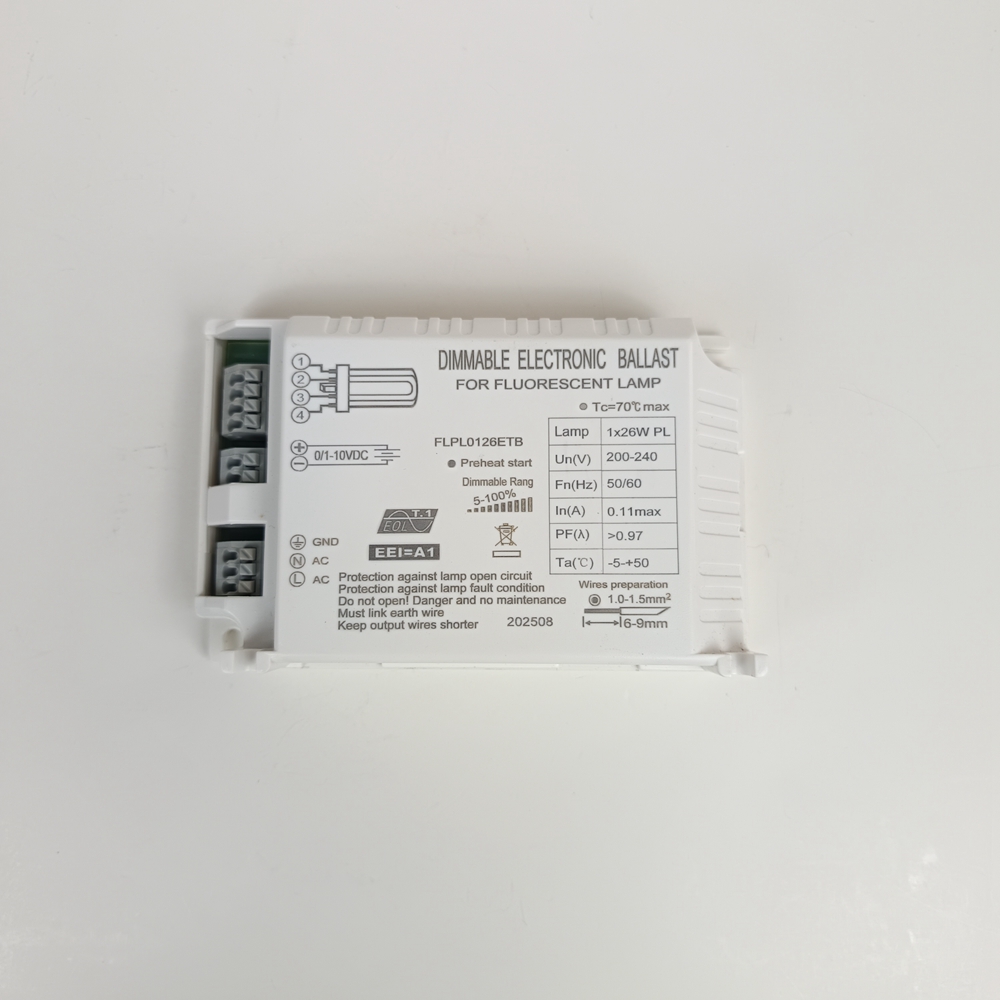 DIMMABLE ELECTRONIC BALLAST
FOR FLUORESCENT LAMP
Tc=70℃max
1
2
3
4
+
−
0/1-10VDC
FLPL0126ETB
Preheat start
Dimmable Rang
5-100%
Lamp 1x26W PL
Un(V) 200-240
Fn(Hz) 50/60
In(A) 0.11max
PF(λ) >0.97
Ta(℃) -5-+50
T.1
E.O.L
EEI=A1
GND
N AC
L AC
Protection against lamp open circuit
Protection against lamp fault condition
Do not open! Danger and no maintenance
Must link earth wire
Keep output wires shorter
202508
Wires preparation
1.0-1.5mm²
6-9mm